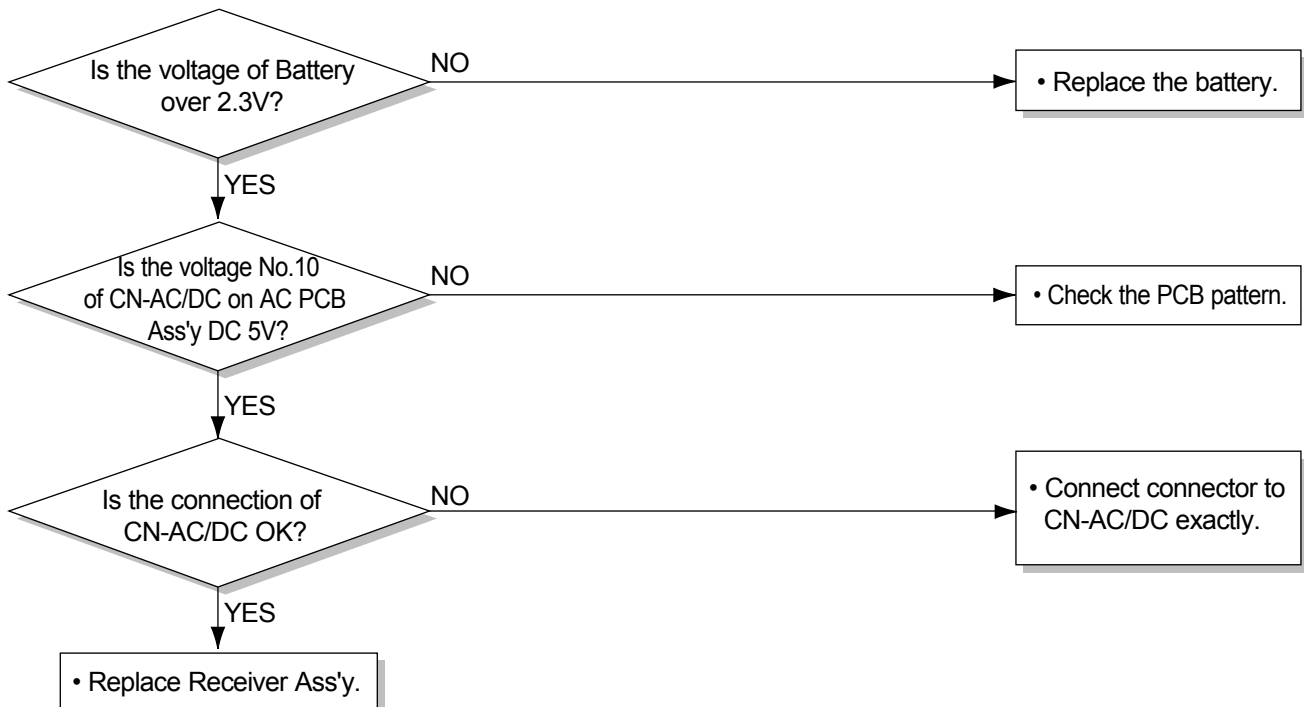 Is the voltage of Battery
over 2.3V?
NO
• Replace the battery.
YES
Is the voltage No.10
of CN-AC/DC on AC PCB
Ass'y DC 5V?
NO
• Check the PCB pattern.
YES
Is the connection of
CN-AC/DC OK?
NO
• Connect connector to
CN-AC/DC exactly.
YES
• Replace Receiver Ass'y.